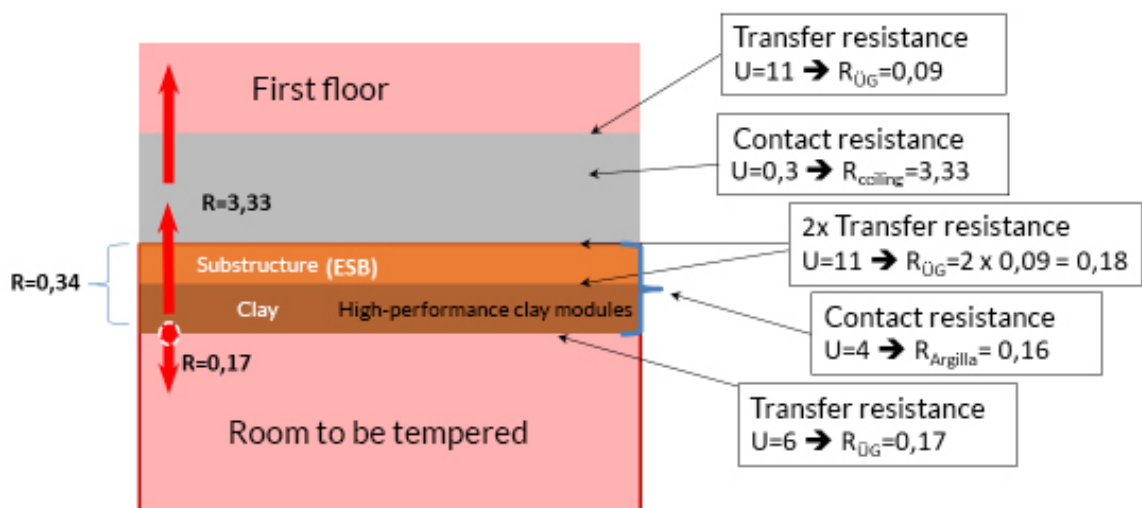 First floor
R=3,33
Substructure (ESB)
R=0,34
Clay High-performance clay modules
R=0,17
Room to be tempered
Transfer resistance
U=11 ➔ RÜG=0,09
Contact resistance
U=0,3 ➔ Rceiling=3,33
2x Transfer resistance
U=11 ➔ RÜG=2 x 0,09 = 0,18
Contact resistance
U=4 ➔ RArgilla= 0,16
Transfer resistance
U=6 ➔ RÜG=0,17